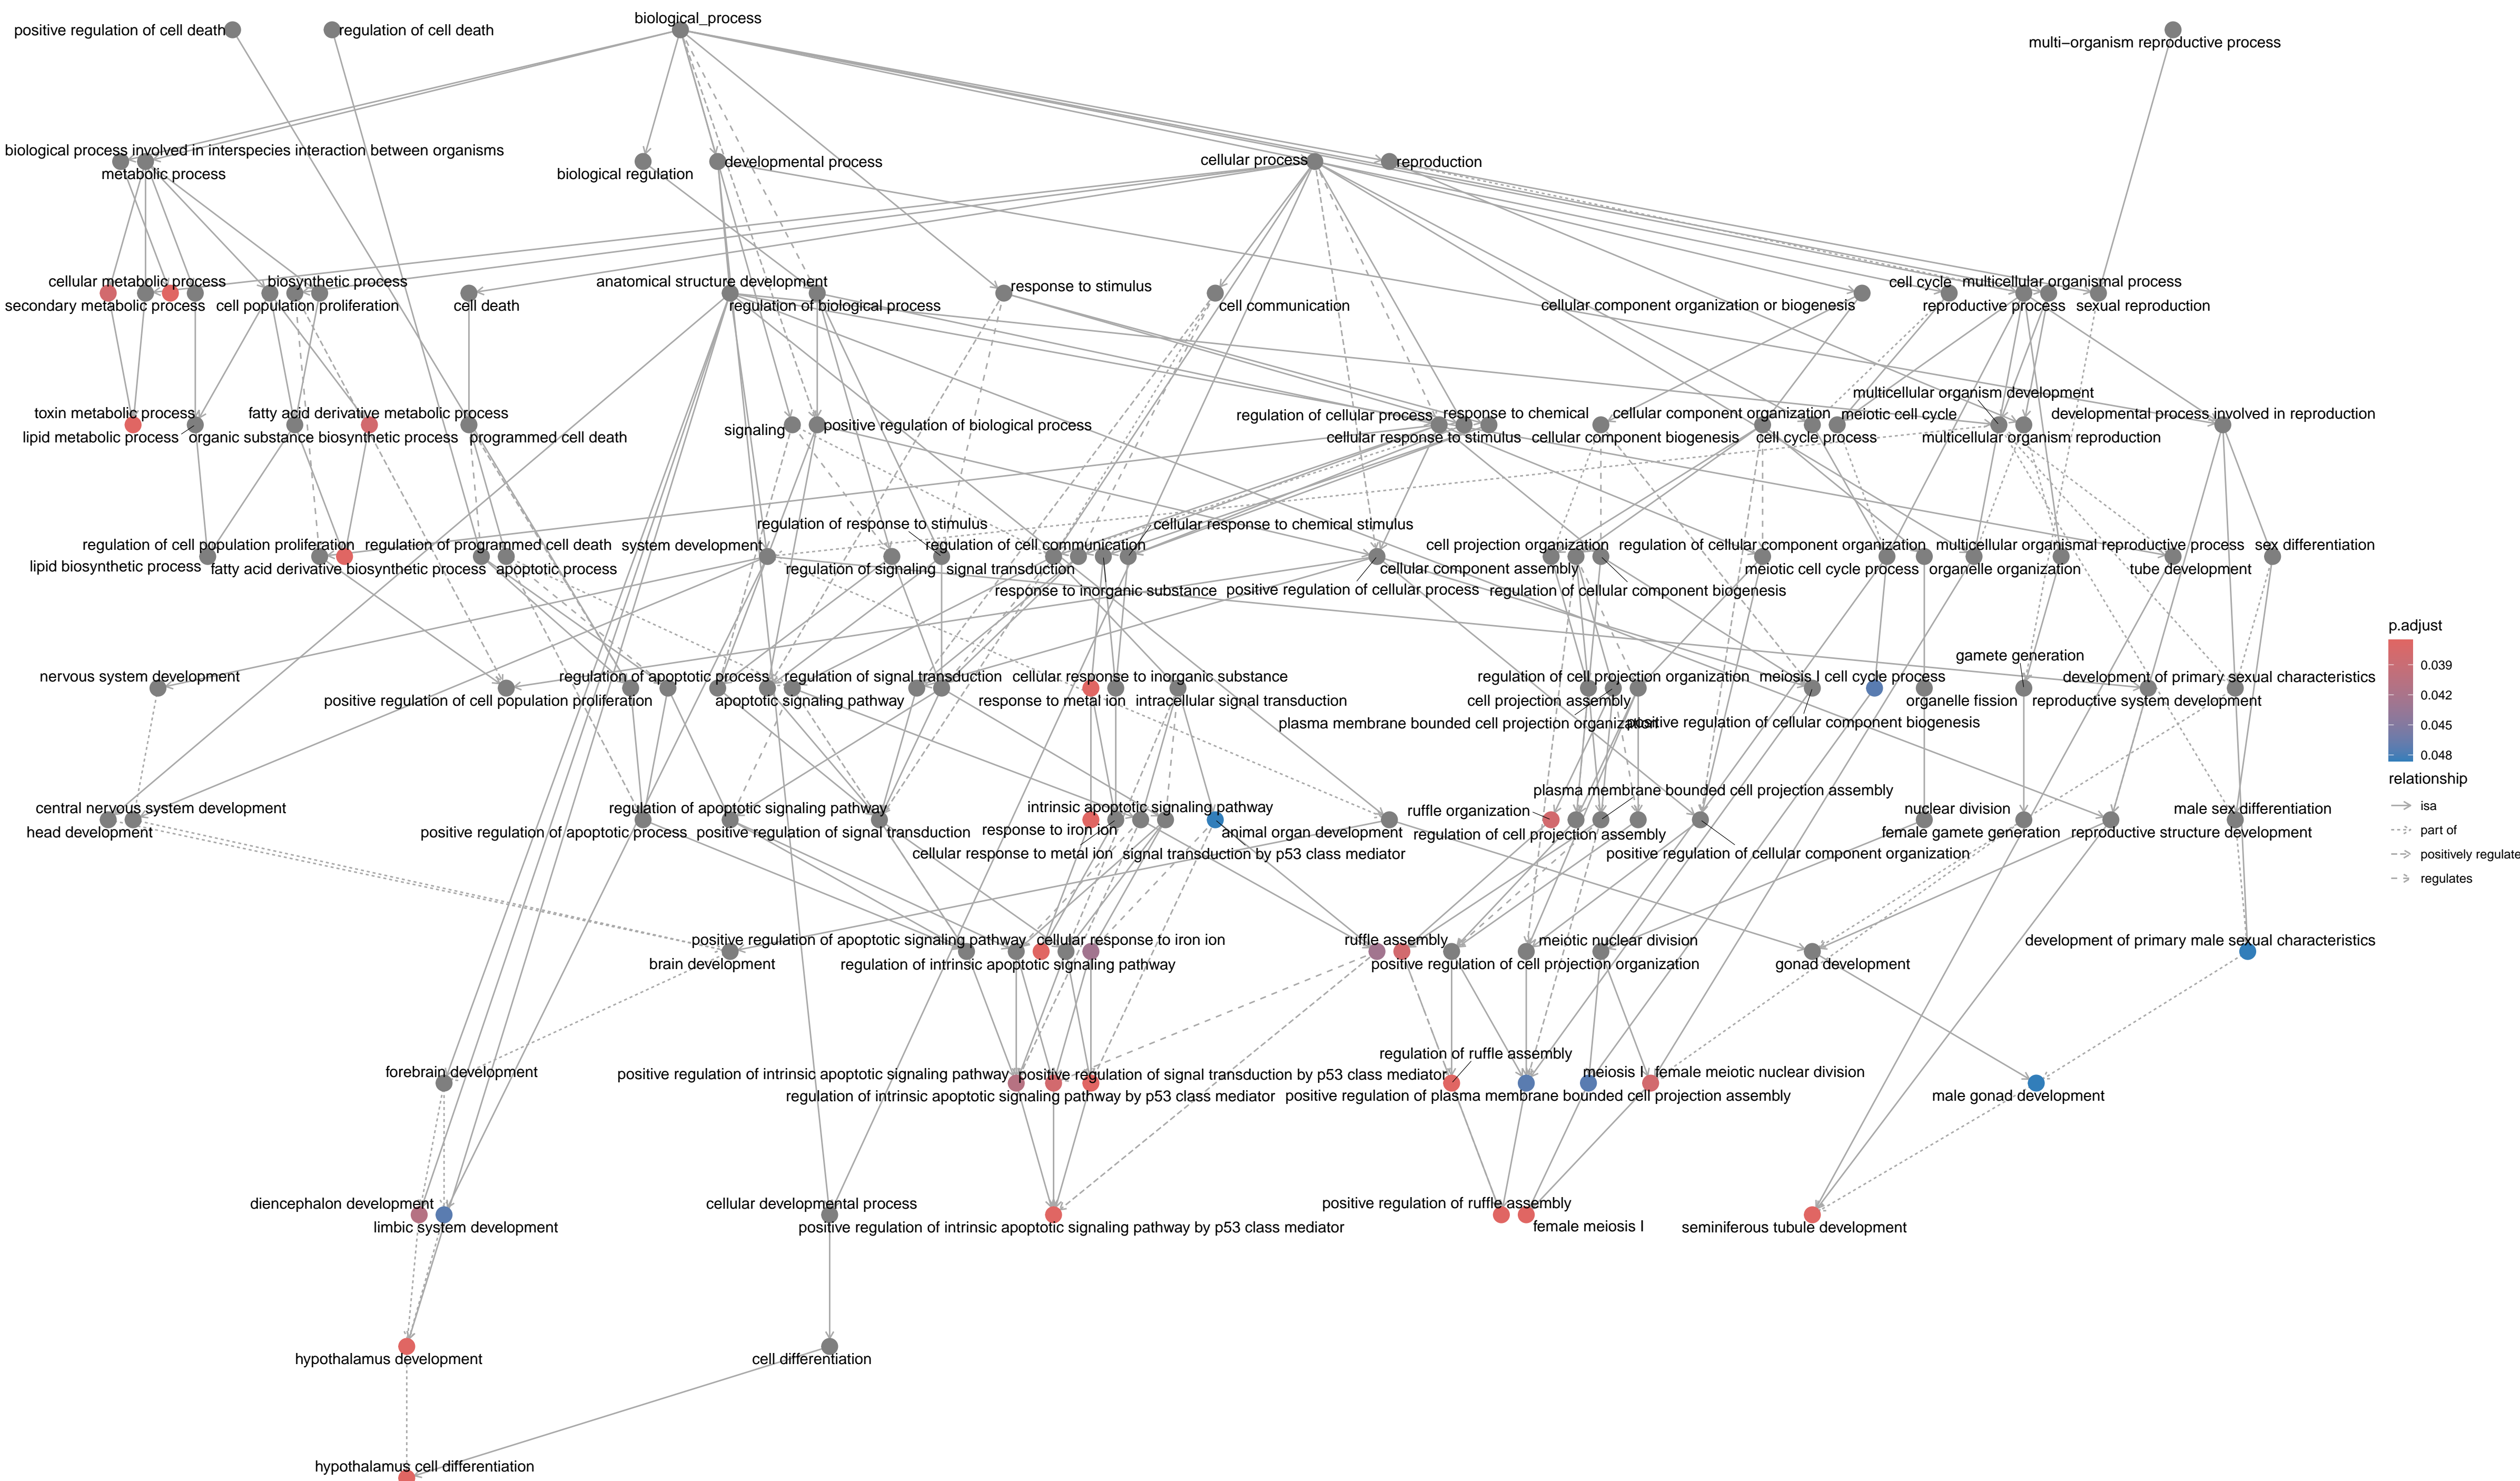 biological_process
positive regulation of cell death
regulation of cell death
multi−organism reproductive process
biological process involved in interspecies interaction between organisms
metabolic process
biological regulation
developmental process
cellular process
reproduction
cellular metabolic process
biosynthetic process
anatomical structure development
response to stimulus
cell cycle
multicellular organismal process
secondary metabolic process
cell population proliferation
cell death
regulation of biological process
cell communication
cellular component organization or biogenesis
reproductive process
sexual reproduction
multicellular organism development
toxin metabolic process
fatty acid derivative metabolic process
signaling
positive regulation of biological process
regulation of cellular process
response to chemical
cellular component organization
meiotic cell cycle
developmental process involved in reproduction
lipid metabolic process
organic substance biosynthetic process
programmed cell death
cellular response to stimulus
cellular component biogenesis
cell cycle process
multicellular organism reproduction
regulation of response to stimulus
cellular response to chemical stimulus
regulation of cell population proliferation
regulation of programmed cell death
system development
regulation of cell communication
cell projection organization
regulation of cellular component organization
multicellular organismal reproductive process
sex differentiation
lipid biosynthetic process
fatty acid derivative biosynthetic process
apoptotic process
regulation of signaling
signal transduction
cellular component assembly
meiotic cell cycle process
organelle organization
tube development
response to inorganic substance
positive regulation of cellular process
regulation of cellular component biogenesis
gamete generation
nervous system development
regulation of apoptotic process
regulation of signal transduction
cellular response to inorganic substance
regulation of cell projection organization
meiosis I cell cycle process
development of primary sexual characteristics
positive regulation of cell population proliferation
apoptotic signaling pathway
response to metal ion
intracellular signal transduction
cell projection assembly
organelle fission
reproductive system development
plasma membrane bounded cell projection organization
positive regulation of cellular component biogenesis
plasma membrane bounded cell projection assembly
central nervous system development
regulation of apoptotic signaling pathway
intrinsic apoptotic signaling pathway
ruffle organization
nuclear division
male sex differentiation
head development
positive regulation of apoptotic process
positive regulation of signal transduction
response to iron ion
animal organ development
regulation of cell projection assembly
female gamete generation
reproductive structure development
cellular response to metal ion
signal transduction by p53 class mediator
positive regulation of cellular component organization
positive regulation of apoptotic signaling pathway
cellular response to iron ion
ruffle assembly
meiotic nuclear division
development of primary male sexual characteristics
brain development
regulation of intrinsic apoptotic signaling pathway
positive regulation of cell projection organization
gonad development
regulation of ruffle assembly
forebrain development
positive regulation of intrinsic apoptotic signaling pathway
positive regulation of signal transduction by p53 class mediator
meiosis I
female meiotic nuclear division
regulation of intrinsic apoptotic signaling pathway by p53 class mediator
positive regulation of plasma membrane bounded cell projection assembly
male gonad development
diencephalon development
cellular developmental process
positive regulation of ruffle assembly
limbic system development
positive regulation of intrinsic apoptotic signaling pathway by p53 class mediator
female meiosis I
seminiferous tubule development
hypothalamus development
cell differentiation
hypothalamus cell differentiation
p.adjust
0.039
0.042
0.045
0.048
relationship
isa
part of
positively regulate
regulates